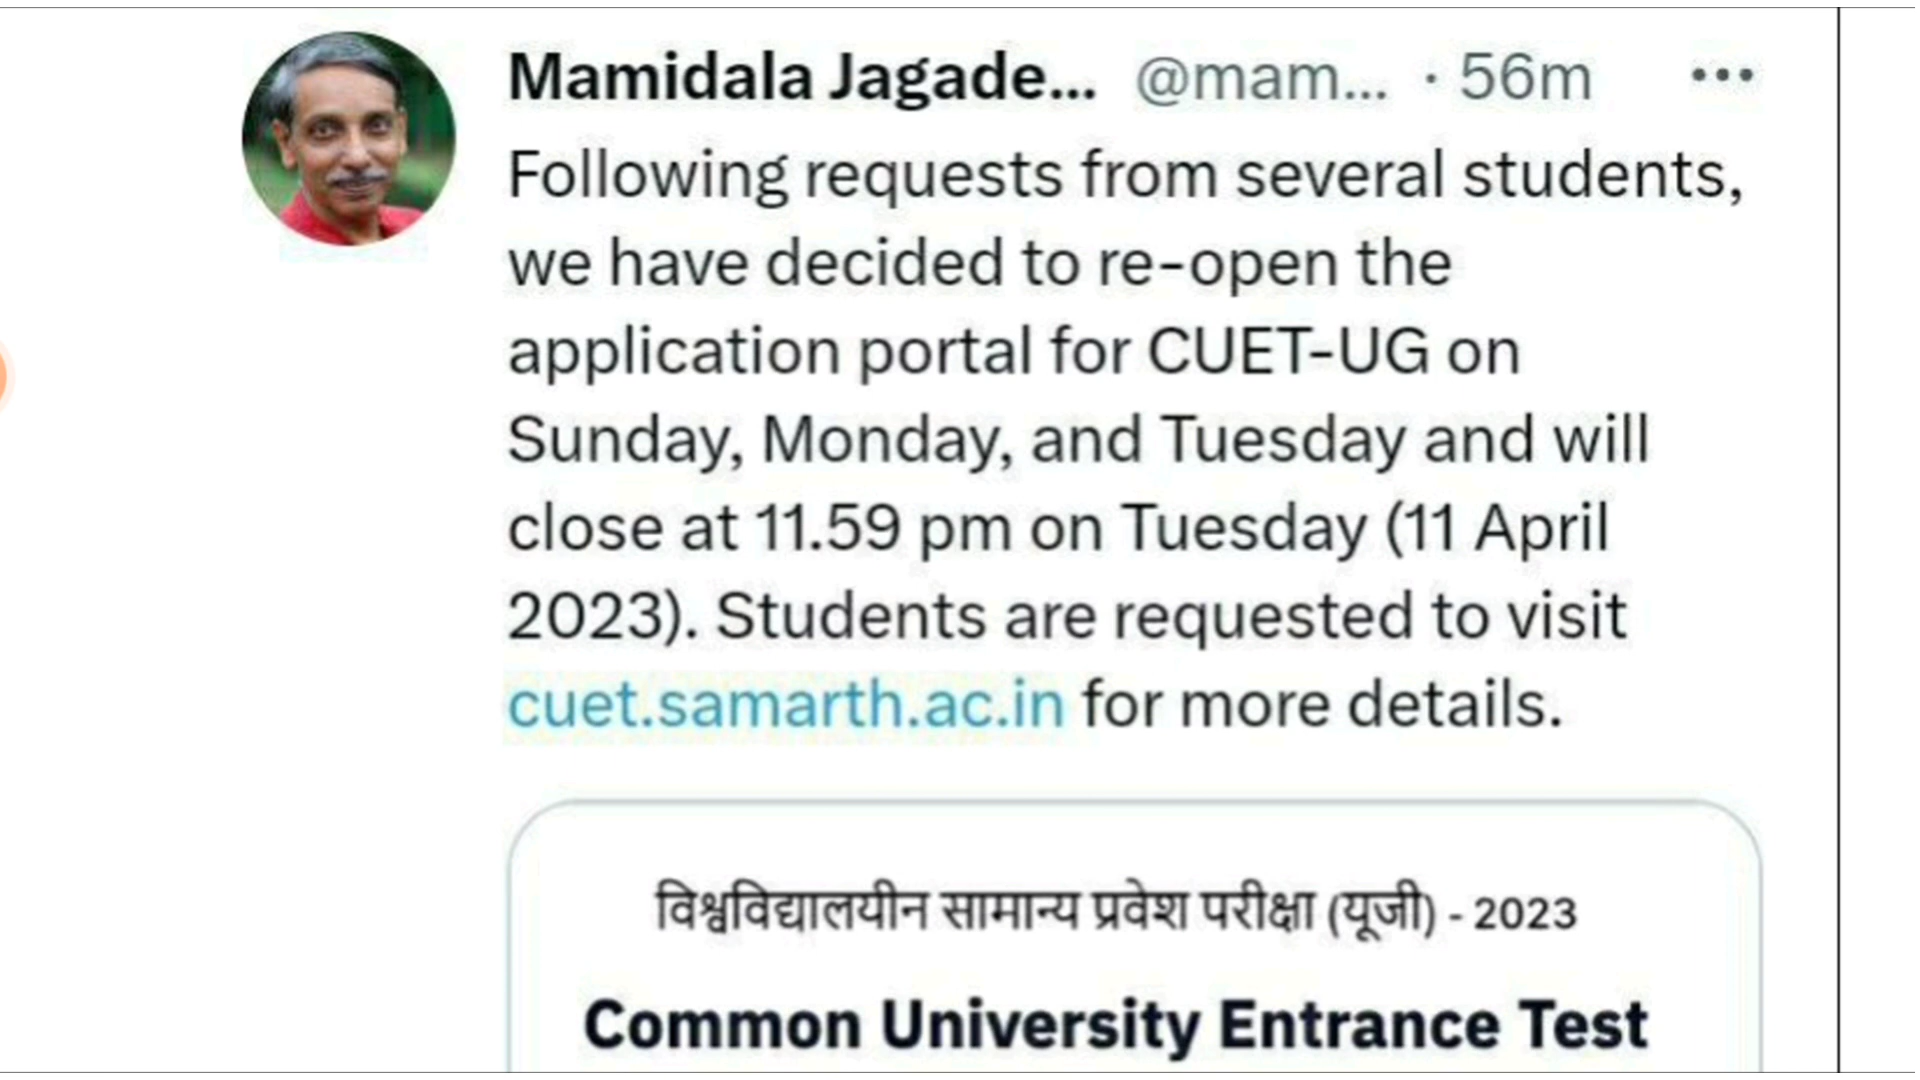 Mamidala Jagade... @mam... · 56m ...
Following requests from several students,
we have decided to re-open the
application portal for CUET-UG on
Sunday, Monday, and Tuesday and will
close at 11.59 pm on Tuesday (11 April
2023). Students are requested to visit
cuet.samarth.ac.in for more details.
विश्वविद्यालयीन सामान्य प्रवेश परीक्षा (यूजी) - 2023
Common University Entrance Test